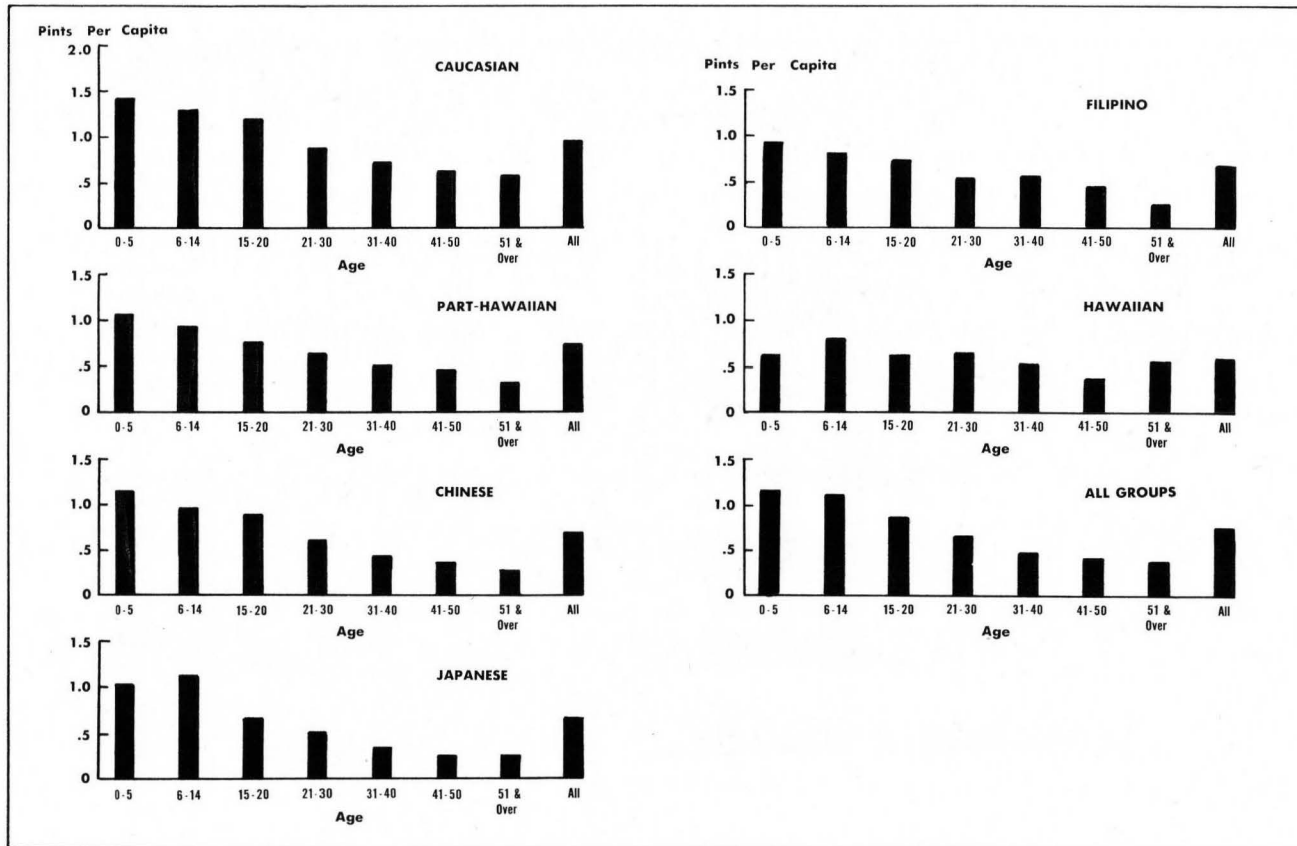 Pints Per Capita
2.0
CAUCASIAN
1.5
1.0
.5
0
0-5 6-14 15-20 21-30 31-40 41-50 51 & Over All
Age
1.5
PART-HAWAIIAN
1.0
.5
0
0-5 6-14 15-20 21-30 31-40 41-50 51 & Over All
Age
1.5
CHINESE
1.0
.5
0
0-5 6-14 15-20 21-30 31-40 41-50 51 & Over All
Age
1.5
JAPANESE
1.0
.5
0
0-5 6-14 15-20 21-30 31-40 41-50 51 & Over All
Age
Pints Per Capita
1.5
FILIPINO
1.0
.5
0
0-5 6-14 15-20 21-30 31-40 41-50 51 & Over All
Age
1.5
HAWAIIAN
1.0
.5
0
0-5 6-14 15-20 21-30 31-40 41-50 51 & Over All
Age
1.5
ALL GROUPS
1.0
.5
0
0-5 6-14 15-20 21-30 31-40 41-50 51 & Over All
Age